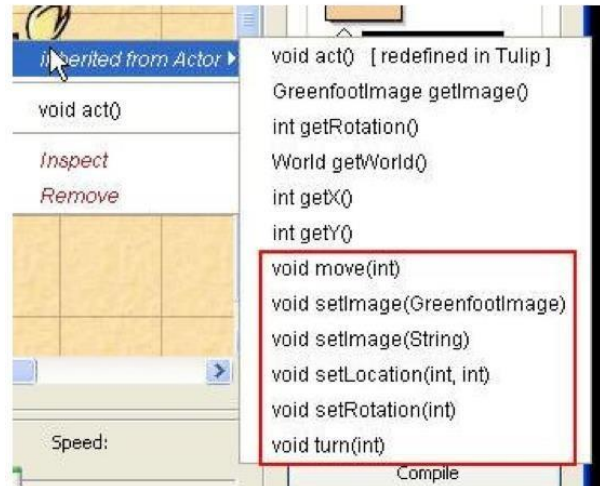 inherited from Actor
void act()
Inspect
Remove
void act() [ redefined in Tulip ]
GreenfootImage getImage()
int getRotation()
World getWorld()
int getX()
int getY()
void move(int)
void setImage(GreenfootImage)
void setImage(String)
void setLocation(int, int)
void setRotation(int)
void turn(int)
Speed:
Compile